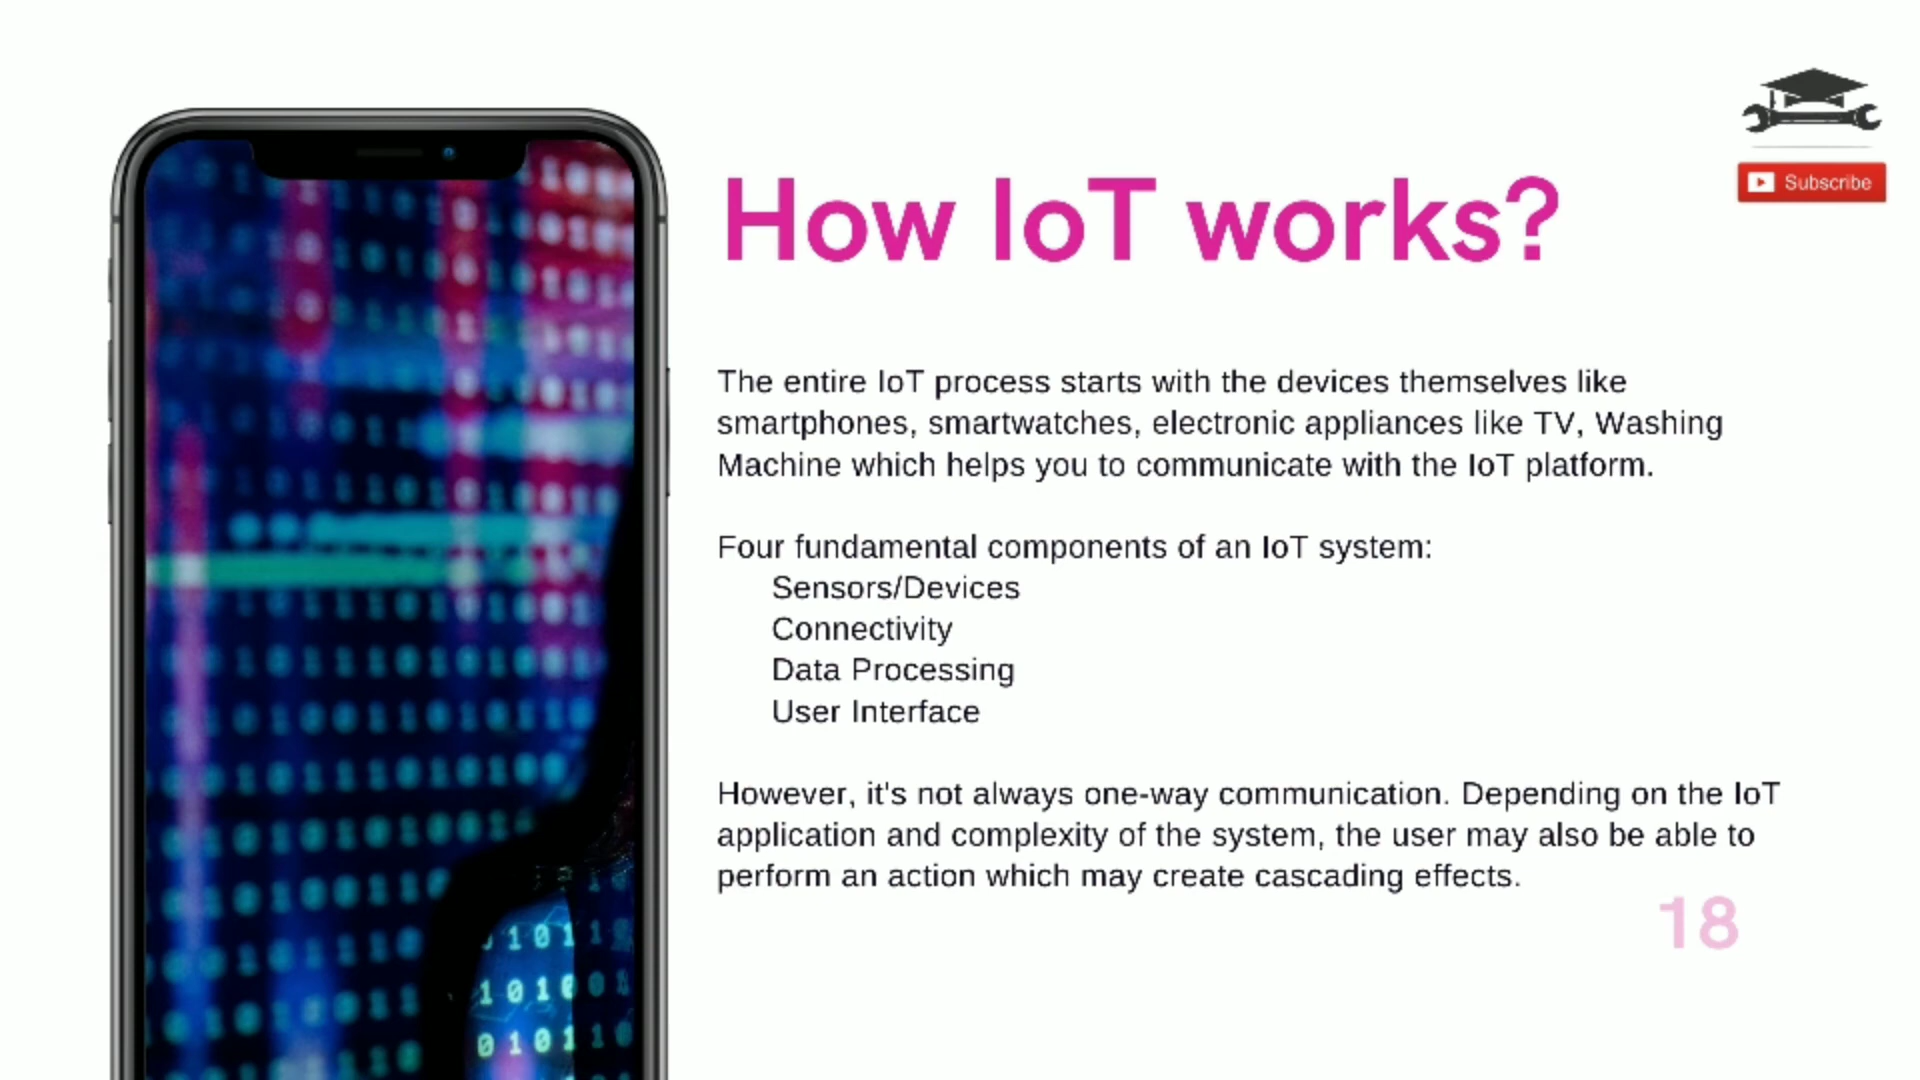 How IoT works?
Subscribe
The entire IoT process starts with the devices themselves like
smartphones, smartwatches, electronic appliances like TV, Washing
Machine which helps you to communicate with the IoT platform.
Four fundamental components of an IoT system:
Sensors/Devices
Connectivity
Data Processing
User Interface
However, it's not always one-way communication. Depending on the IoT
application and complexity of the system, the user may also be able to
perform an action which may create cascading effects.
18